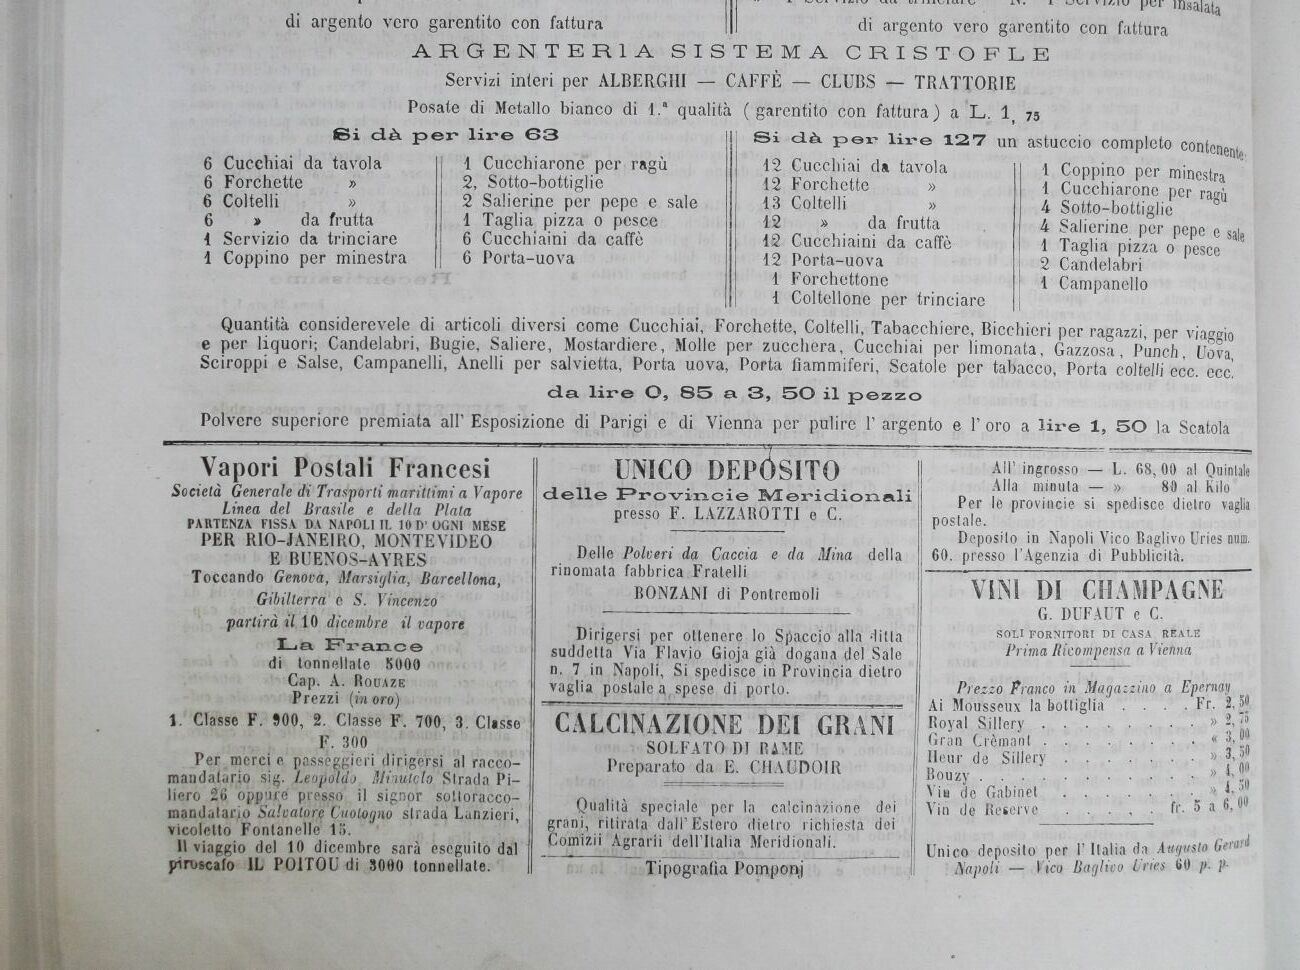 di argento vero garentito con fattura
insalata
di argento vero garentito con fattura
ARGENTERIA SISTEMA CRISTOFLE
Servizi interi per ALBERGHI — CAFFÈ — CLUBS — TRATTORIE
Posate di Metallo bianco di 1.ª qualità ( garentito con fattura ) a L. 1, 75
Si dà per lire 63
6 Cucchiai da tavola
6 Forchette »
6 Coltelli »
6 » da frutta
1 Servizio da trinciare
1 Coppino per minestra
1 Cucchiarone per ragù
2, Sotto-bottiglie
2 Salierine per pepe e sale
1 Taglia pizza o pesce
6 Cucchiaini da caffè
6 Porta-uova
Si dà per lire 127 un astuccio completo contenente:
12 Cucchiai da tavola
12 Forchette »
13 Coltelli »
12 » da frutta
12 Cucchiaini da caffè
12 Porta-uova
1 Forchettone
1 Coltellone per trinciare
1 Coppino per minestra
1 Cucchiarone per ragù
4 Sotto-bottiglie
4 Salierine per pepe e sale
1 Taglia pizza o pesce
2 Candelabri
1 Campanello
Quantità considerevele di articoli diversi come Cucchiai, Forchette, Coltelli, Tabacchiere, Bicchieri per ragazzi, per viaggio
e per liquori; Candelabri, Bugie, Saliere, Mostardiere, Molle per zucchera, Cucchiai per limonata, Gazzosa, Punch, Uova,
Sciroppi e Salse, Campanelli, Anelli per salvietta, Porta uova, Porta fiammiferi, Scatole per tabacco, Porta coltelli ecc. ecc.
da lire 0, 85 a 3, 50 il pezzo
Polvere superiore premiata all' Esposizione di Parigi e di Vienna per pulire l' argento e l' oro a lire 1, 50 la Scatola
Vapori Postali Francesi
Società Generale di Trasporti marittimi a Vapore
Linea del Brasile e della Plata
PARTENZA FISSA DA NAPOLI IL 10 D' OGNI MESE
PER RIO-JANEIRO, MONTEVIDEO
E BUENOS-AYRES
Toccando Genova, Marsiglia, Barcellona,
Gibilterra e S. Vincenzo
partirà il 10 dicembre il vapore
La France
di tonnellate 5000
Cap. A. ROUAZE
Prezzi (in oro)
1. Classe F. 900, 2. Classe F. 700, 3. Classe
F. 300
Per merci e passeggieri dirigersi al racco-
mandatario sig. Leopoldo Minutolo Strada Pi-
liero 26 oppure presso il signor sottoracco-
mandatario Salvatore Cuotogno strada Lanzieri,
vicoletto Fontanelle 15.
Il viaggio del 10 dicembre sarà eseguito dal
piroscafo IL POITOU di 3000 tonnellate.
UNICO DEPOSITO
delle Provincie Meridionali
presso F. LAZZAROTTI e C.
Delle Polveri da Caccia e da Mina della
rinomata fabbrica Fratelli
BONZANI di Pontremoli
Dirigersi per ottenere lo Spaccio alla ditta
suddetta Via Flavio Gioja già dogana del Sale
n. 7 in Napoli, Si spedisce in Provincia dietro
vaglia postale a spese di porto.
CALCINAZIONE DEI GRANI
SOLFATO DI RAME
Preparato da E. CHAUDOIR
Qualità speciale per la calcinazione dei
grani, ritirata dall'Estero dietro richiesta dei
Comizii Agrarii dell'Italia Meridionali.
Tipografia Pomponj
All' ingrosso — L. 68, 00 al Quintale
Alla minuta — » 80 al Kilo
Per le provincie si spedisce dietro vaglia
postale.
Deposito in Napoli Vico Baglivo Uries num.
60. presso l'Agenzia di Pubblicità.
VINI DI CHAMPAGNE
G. DUFAUT e C.
SOLI FORNITORI DI CASA REALE
Prima Ricompensa a Vienna
Prezzo Franco in Magazzino a Epernay
Ai Mousseux la bottiglia . . . . Fr. 2, 50
Royal Sillery . . . . . . . . » 2, 75
Gran Crèmant . . . . . . . . « 3, 00
Heur de Sillery . . . . . . . » 3, 50
Bouzy . . . . . . . . . . » 4, 00
Vin de Gabinet . . . . . . . » 4, 50
Vin de Reserve . . . . . fr. 5 a 6, 00
Unico deposito per l'Italia da Augusto Gerard
Napoli — Vico Baglivo Uries 60 p. p.